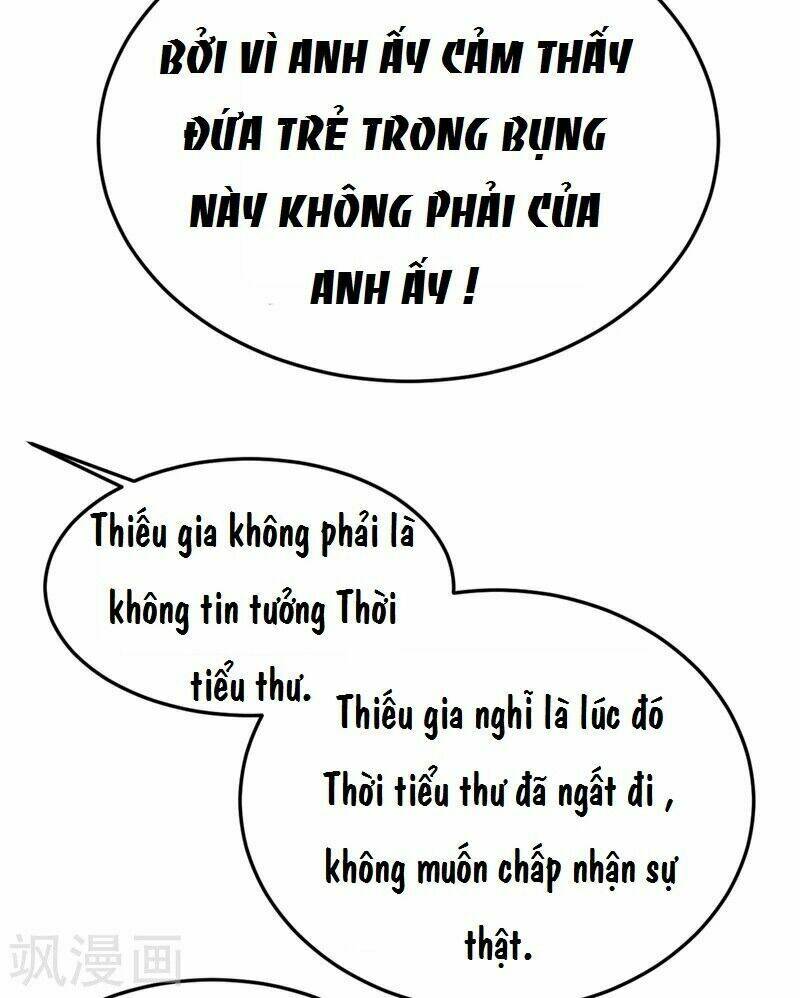 BỞI VÌ ANH ẤY CẢM THẤY
ĐỨA TRẺ TRONG BỤNG
NÀY KHÔNG PHẢI CỦA
ANH ẤY !
Thiếu gia không phải là
không tin tưởng Thời
tiểu thư.
Thiếu gia nghĩ là lúc đó
Thời tiểu thư đã ngất đi ,
không muốn chấp nhận sự
thật.
飒漫画